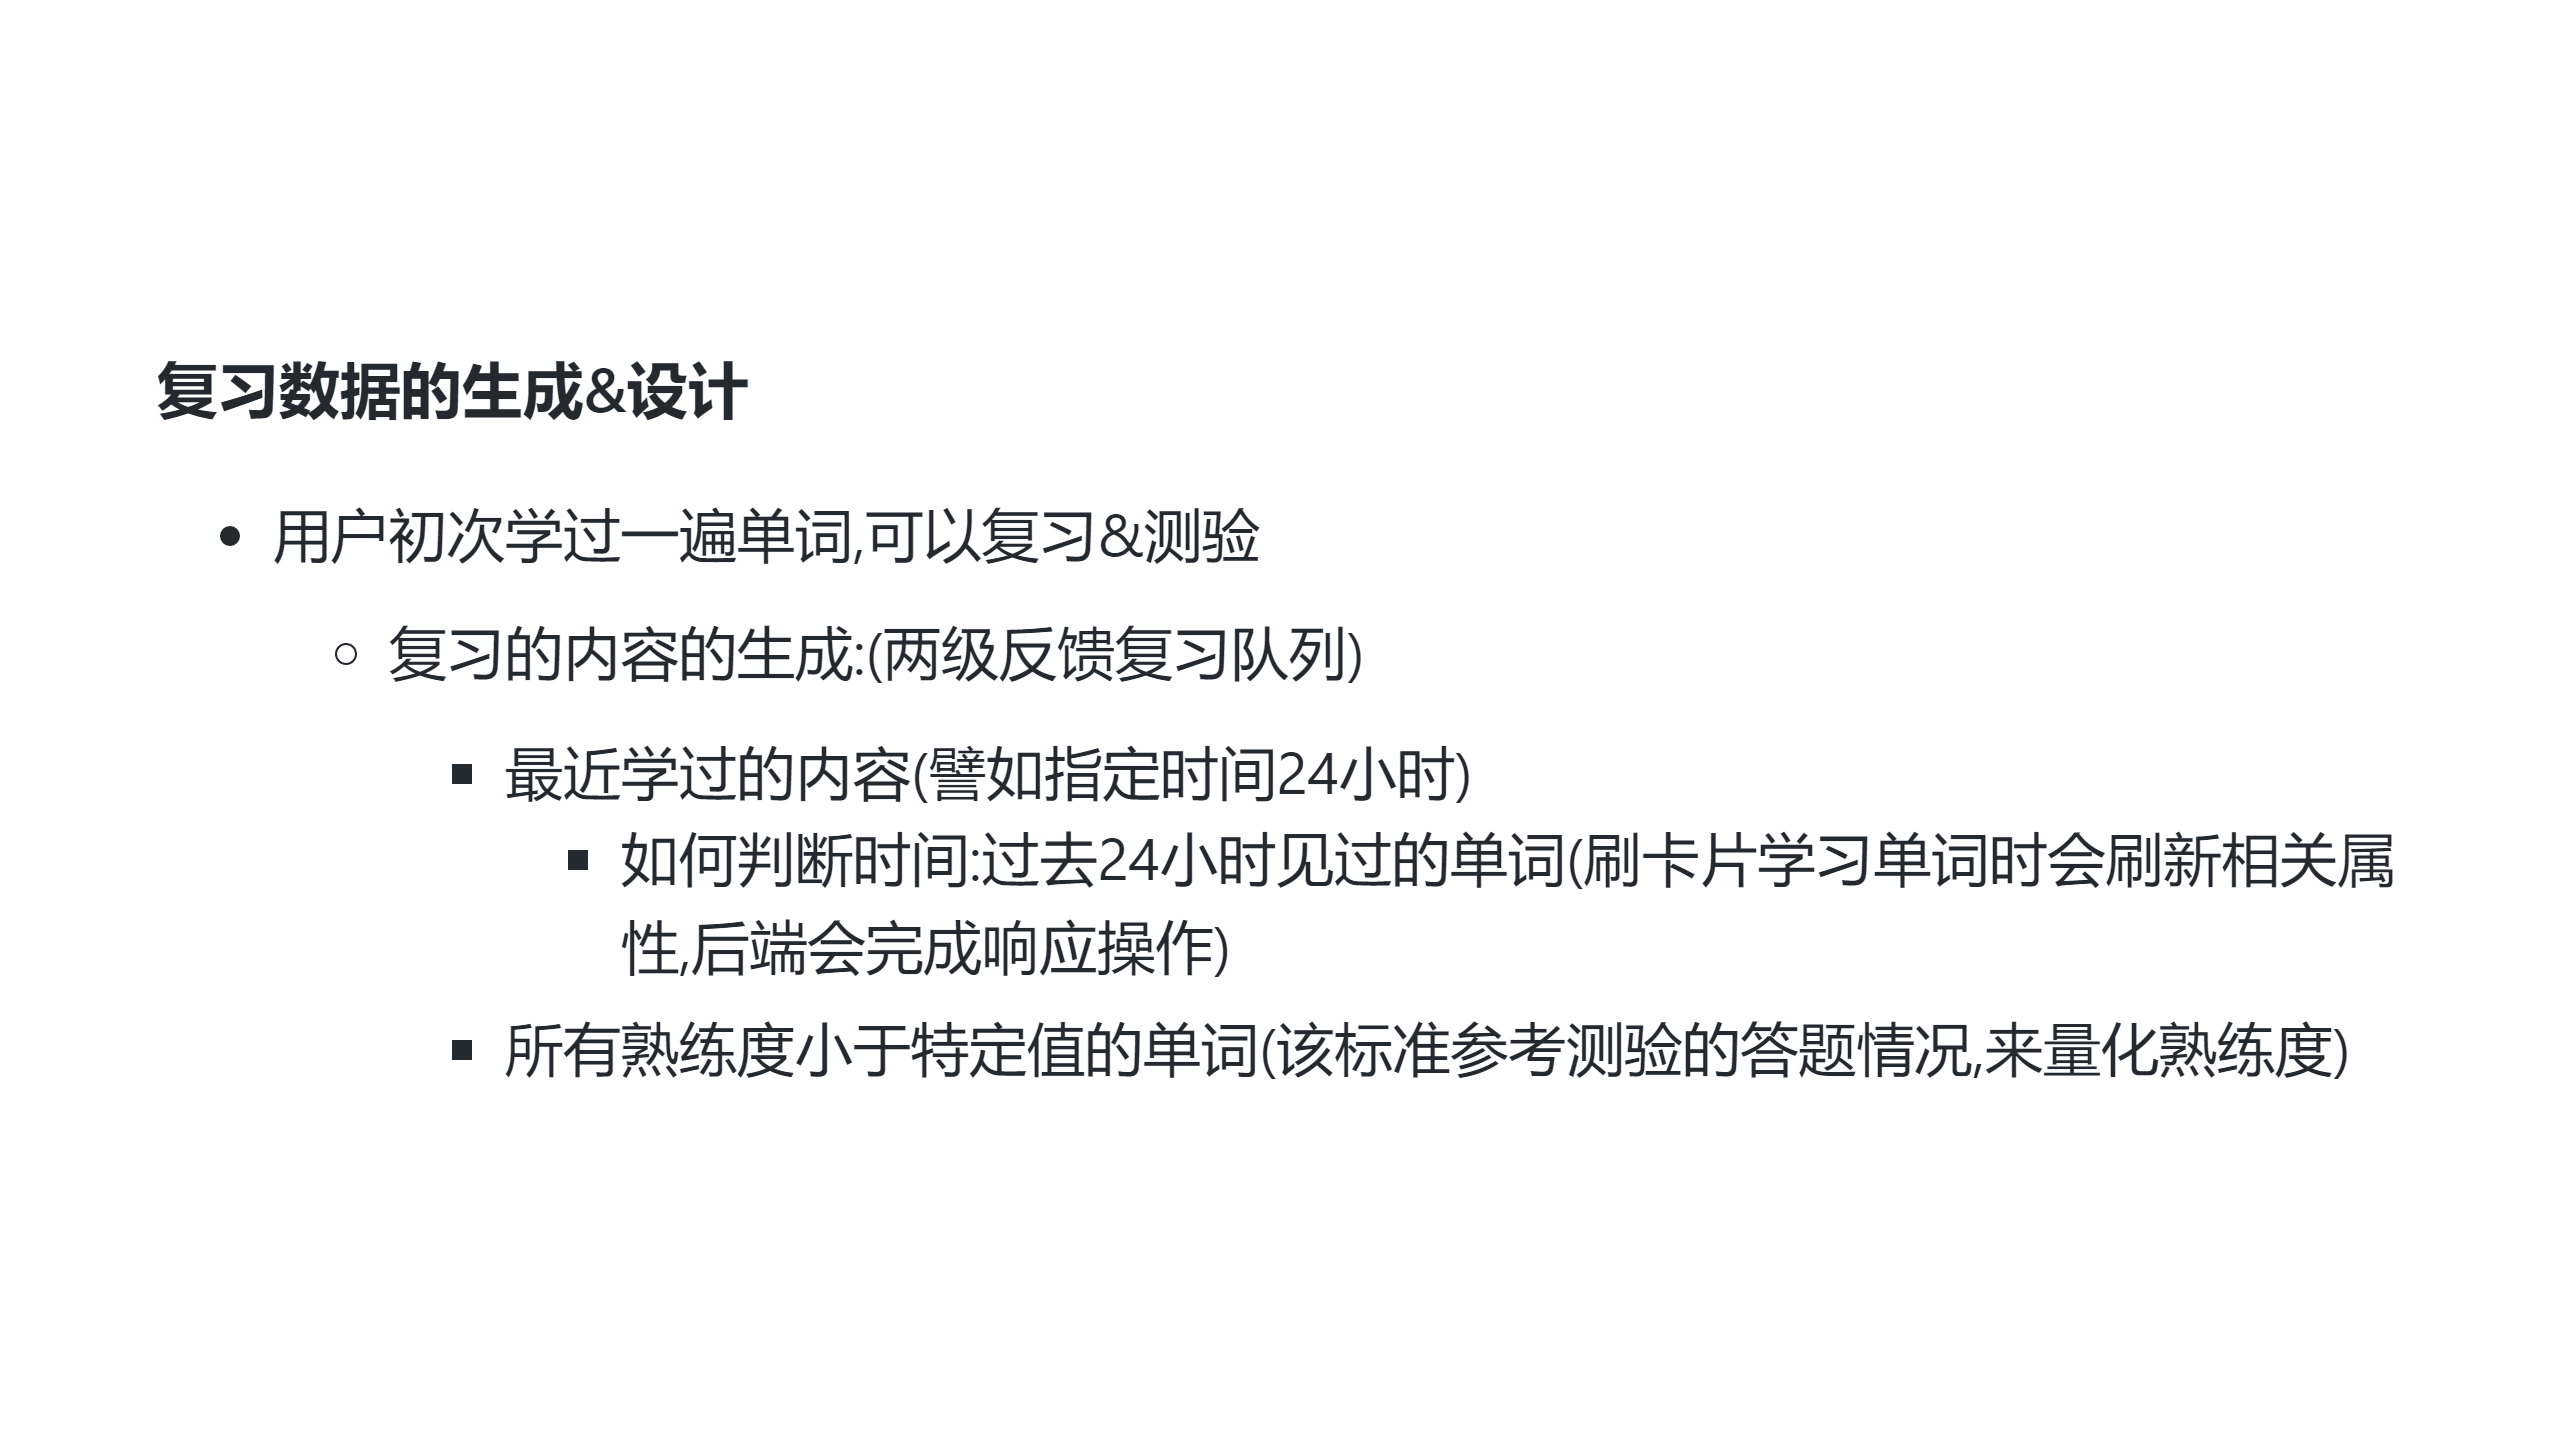 复习数据的生成&设计
用户初次学过一遍单词,可以复习&测验
复习的内容的生成:(两级反馈复习队列)
最近学过的内容(譬如指定时间24小时)
如何判断时间:过去24小时见过的单词(刷卡片学习单词时会刷新相关属
性,后端会完成响应操作)
所有熟练度小于特定值的单词(该标准参考测验的答题情况,来量化熟练度)